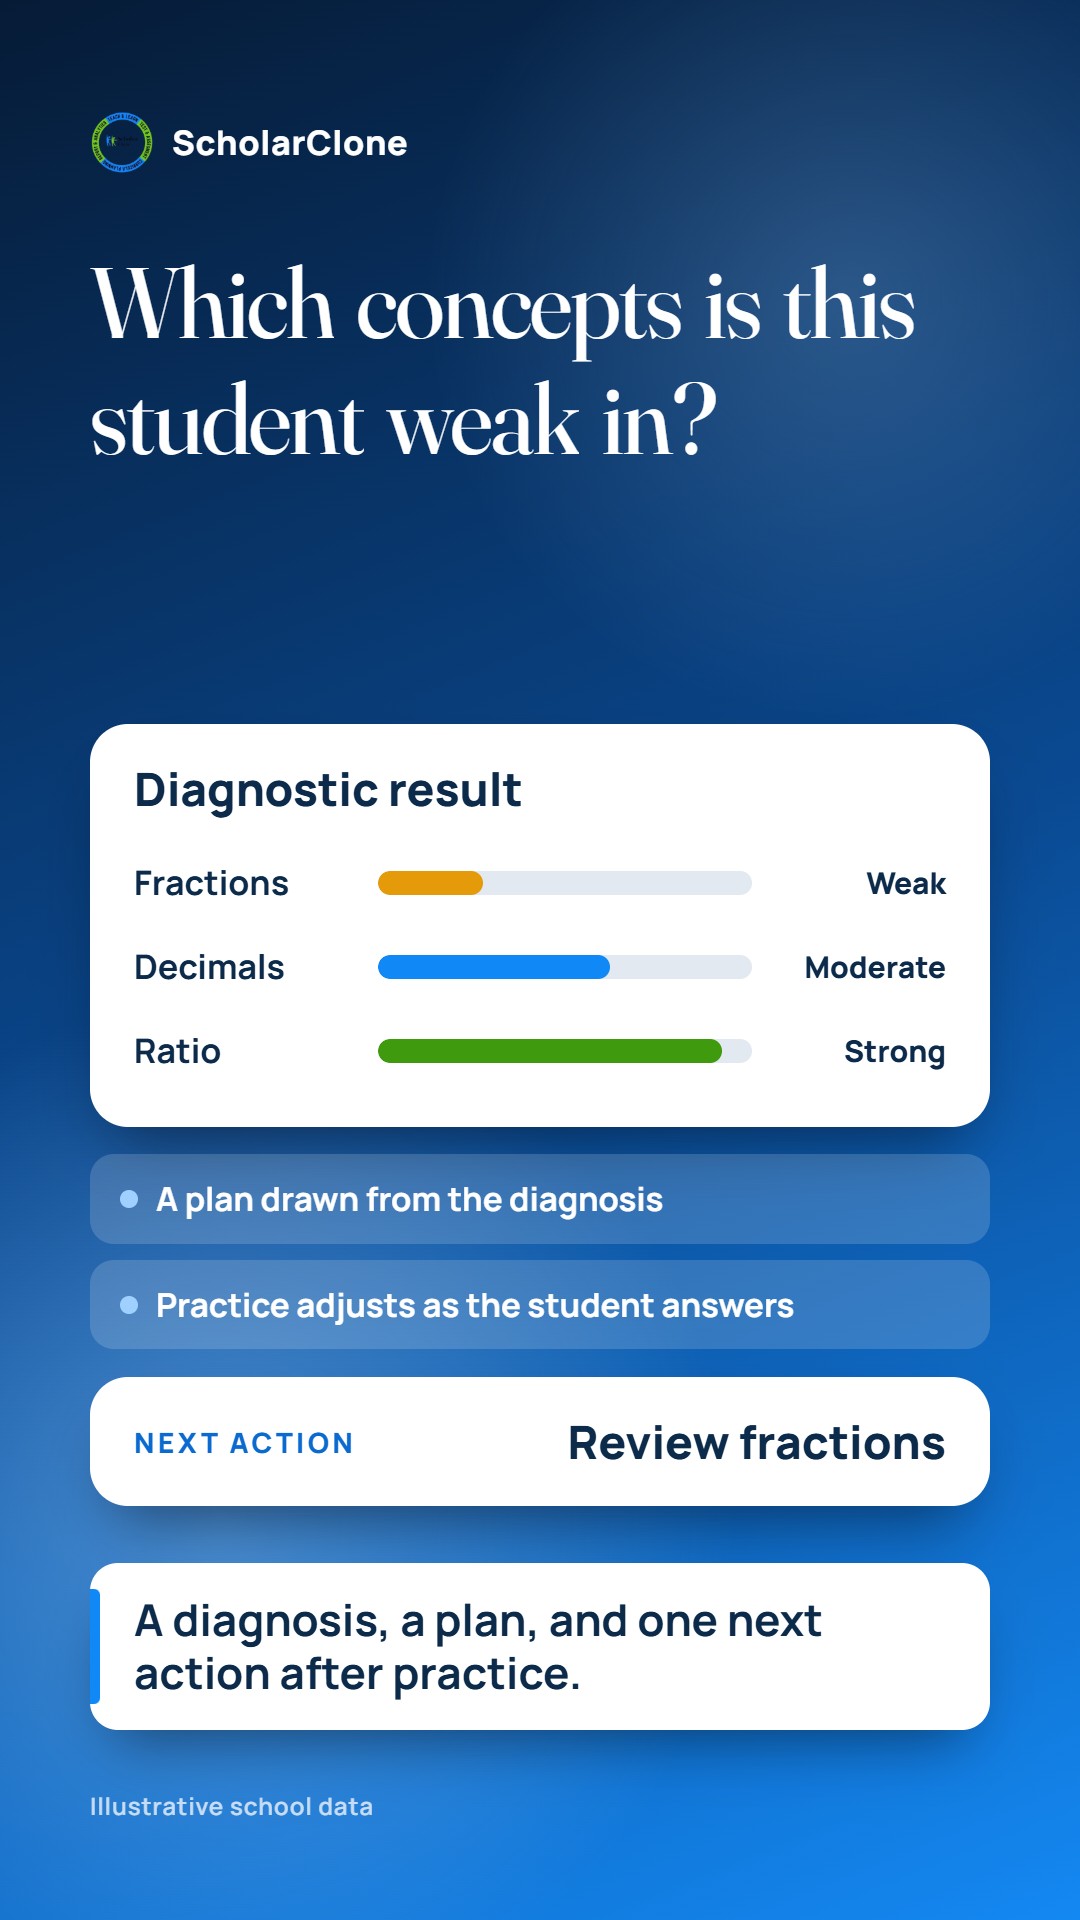 ScholarClone
Which concepts is this
student weak in?
Diagnostic result
Fractions Weak
Decimals Moderate
Ratio Strong
A plan drawn from the diagnosis
Practice adjusts as the student answers
NEXT ACTION Review fractions
A diagnosis, a plan, and one next
action after practice.
Illustrative school data